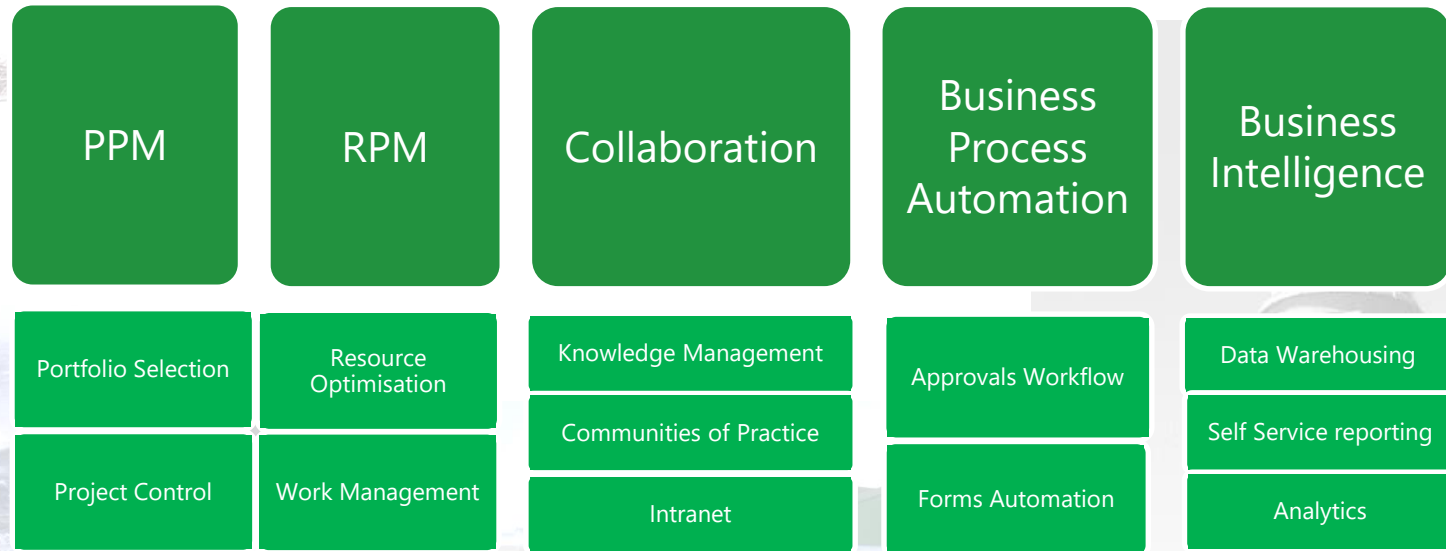 PPM
RPM
Collaboration
Business
Process
Automation
Business
Intelligence
Portfolio Selection
Project Control
Resource
Optimisation
Work Management
Knowledge Management
Communities of Practice
Intranet
Approvals Workflow
Forms Automation
Data Warehousing
Self Service reporting
Analytics